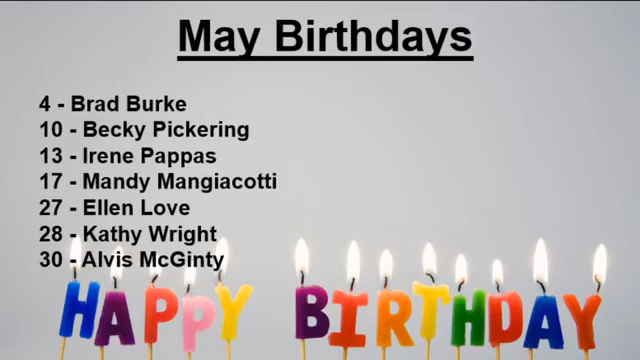 May Birthdays
4 - Brad Burke
10 - Becky Pickering
13 - Irene Pappas
17 - Mandy Mangiacotti
27 - Ellen Love
28 - Kathy Wright
30 - Alvis McGinty
HAPPY BIRTHDAY